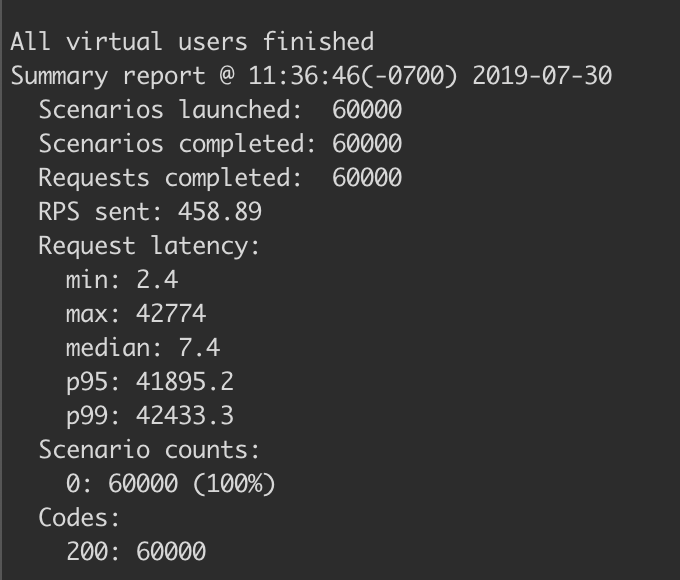 All virtual users finished
Summary report @ 11:36:46(-0700) 2019-07-30
  Scenarios launched:  60000
  Scenarios completed: 60000
  Requests completed:  60000
  RPS sent: 458.89
  Request latency:
    min: 2.4
    max: 42774
    median: 7.4
    p95: 41895.2
    p99: 42433.3
  Scenario counts:
    0: 60000 (100%)
  Codes:
    200: 60000